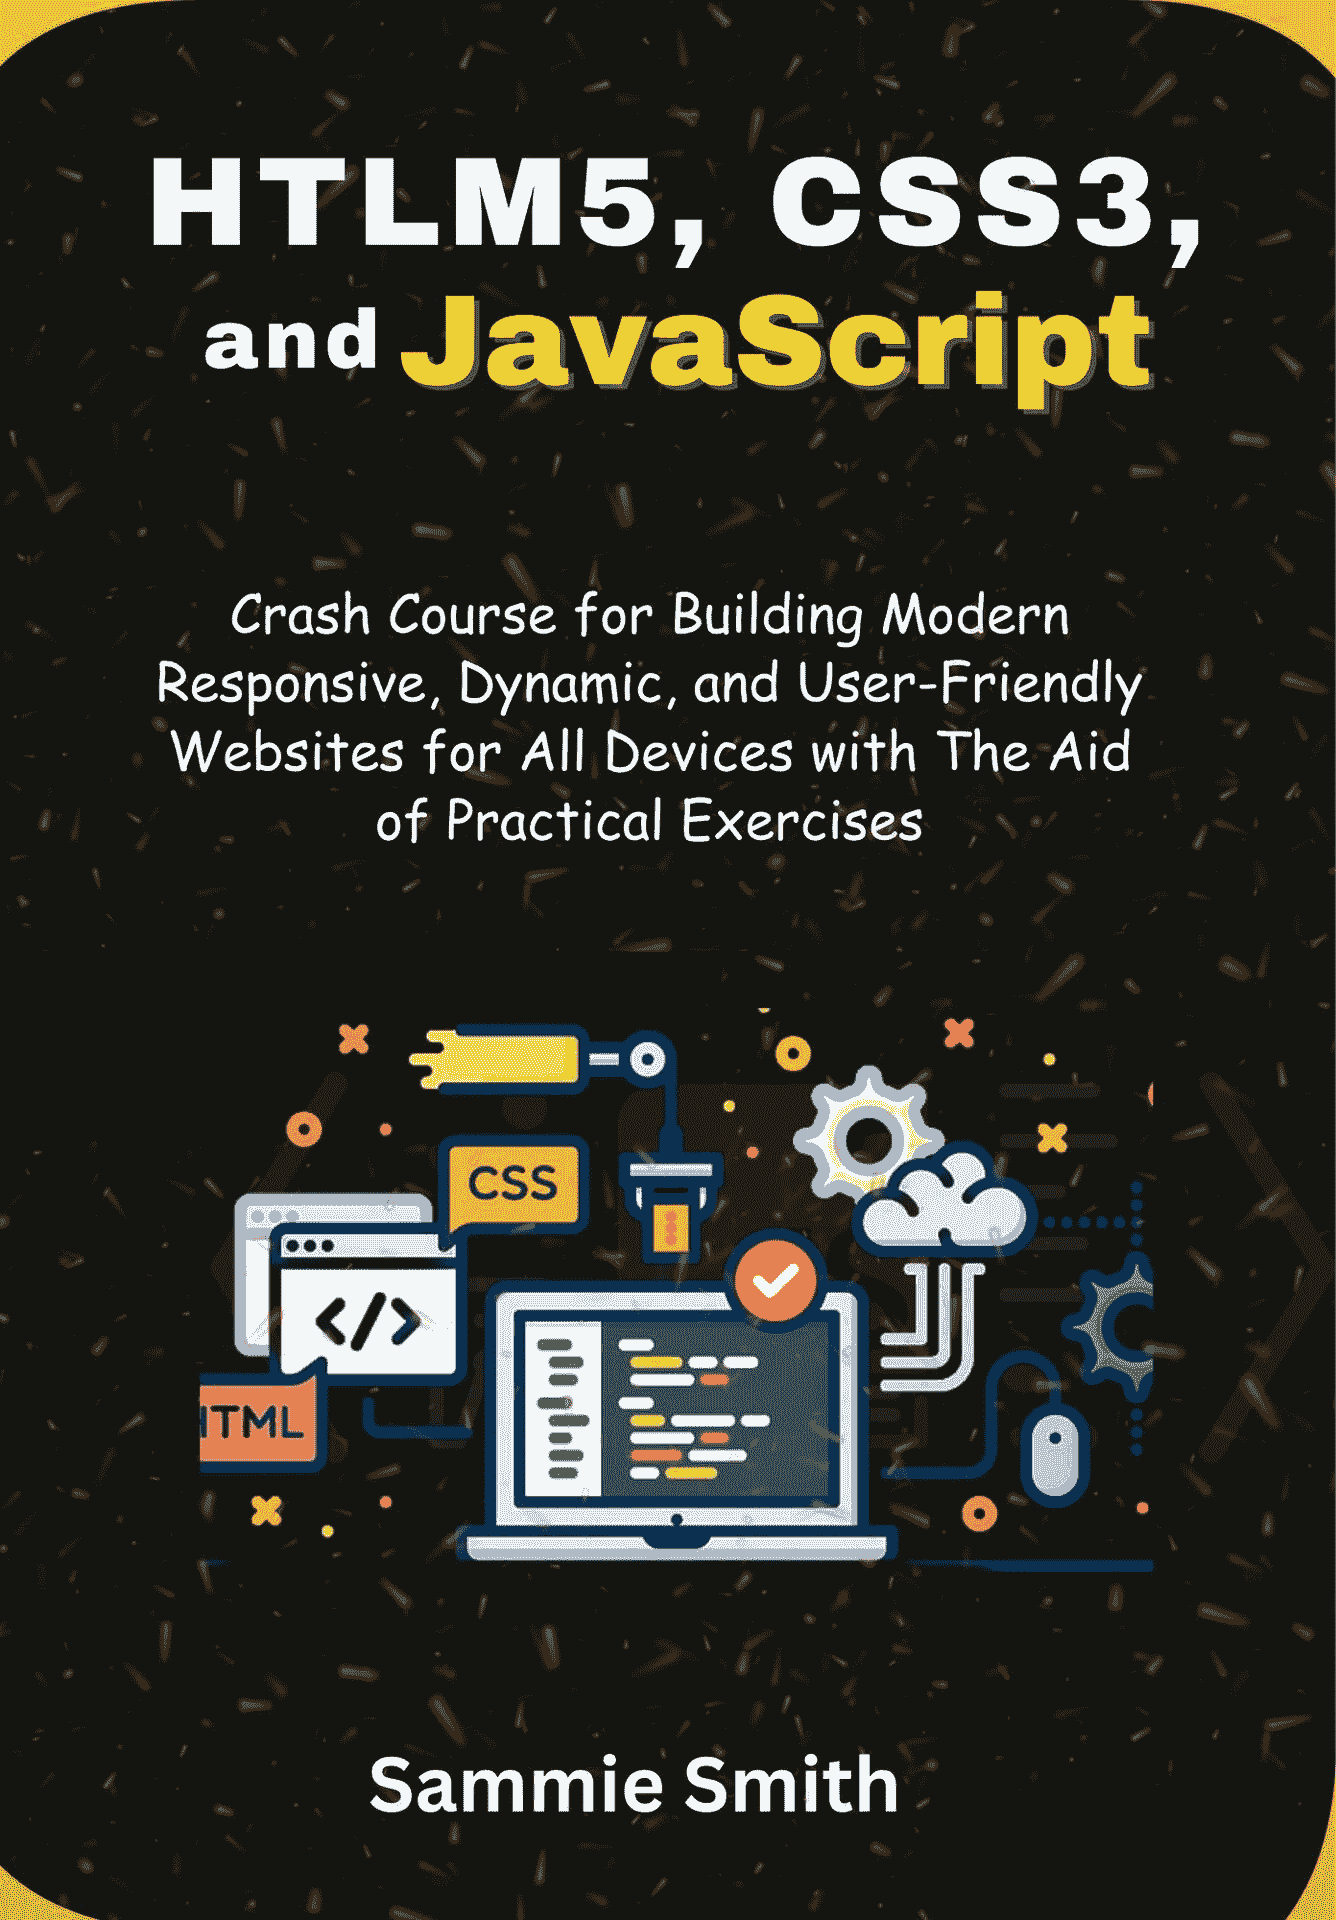 HTLM5, CSS3,
and JavaScript
Crash Course for Building Modern
Responsive, Dynamic, and User-Friendly
Websites for All Devices with The Aid
of Practical Exercises
CSS
</>
HTML
Sammie Smith